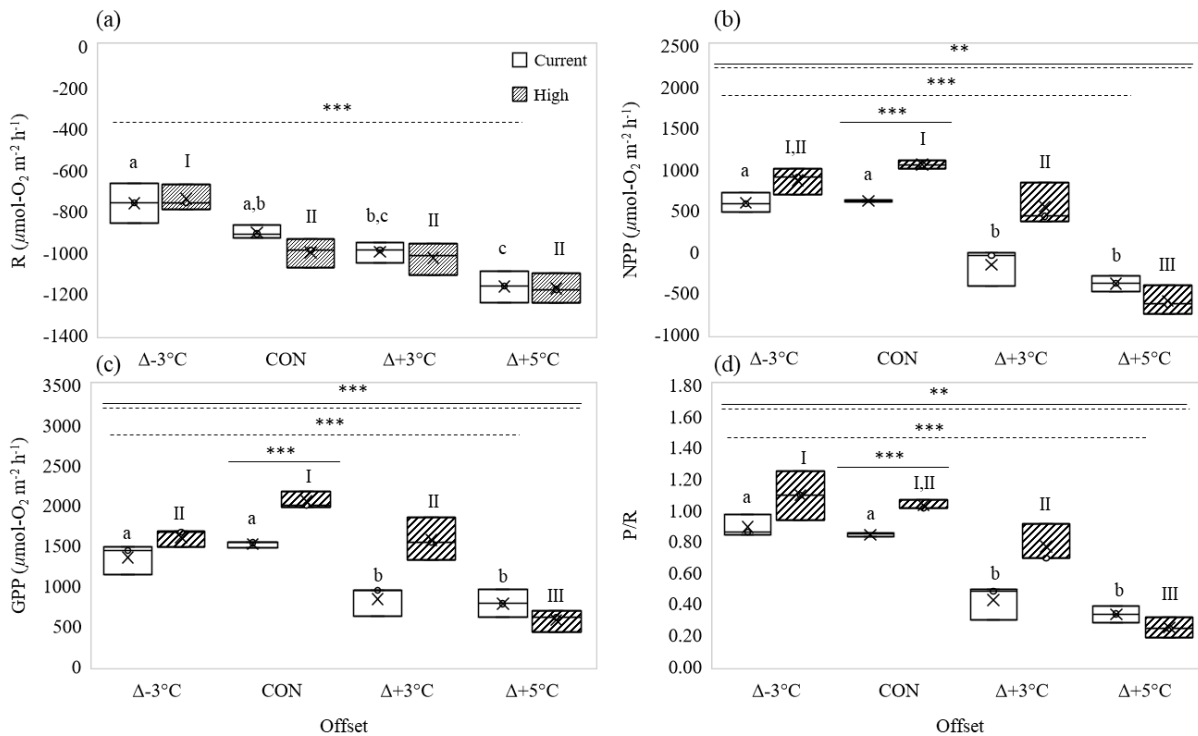 (a)
0
-200
-400
-600
-800
-1000
-1200
-1400
R (µmol-O₂ m⁻² h⁻¹)
Current
High
***
a
I
a,b
II
b,c
II
c
II
Δ-3°C
CON
Δ+3°C
Δ+5°C
(b)
2500
2000
1500
1000
500
0
-500
-1000
NPP (µmol-O₂ m⁻² h⁻¹)
**
***
***
a
I,II
a
I
b
II
b
III
Δ-3°C
CON
Δ+3°C
Δ+5°C
(c)
3500
3000
2500
2000
1500
1000
500
0
GPP (µmol-O₂ m⁻² h⁻¹)
***
***
***
a
II
a
I
b
II
b
III
Δ-3°C
CON
Δ+3°C
Δ+5°C
Offset
(d)
1.80
1.60
1.40
1.20
1.00
0.80
0.60
0.40
0.20
0.00
P/R
**
***
***
a
I
a
I,II
b
II
b
III
Δ-3°C
CON
Δ+3°C
Δ+5°C
Offset